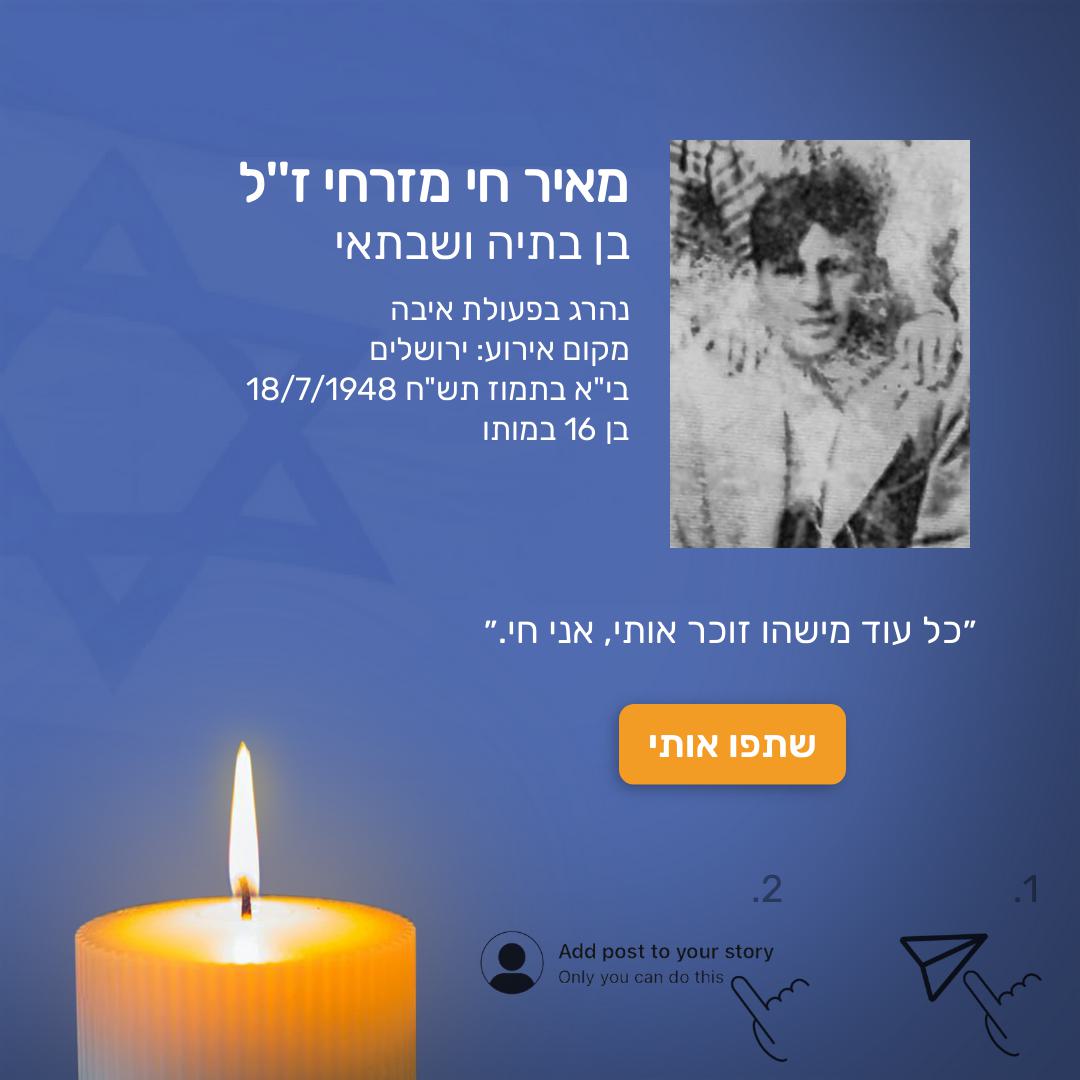 מאיר חי מזרחי ז"ל
בן בתיה ושבתאי
נהרג בפעולת איבה
מקום אירוע: ירושלים
בי"א בתמוז תש"ח 18/7/1948
בן 16 במותו
״כל עוד מישהו זוכר אותי, אני חי.״
שתפו אותי
.1
.2
Add post to your story
Only you can do this